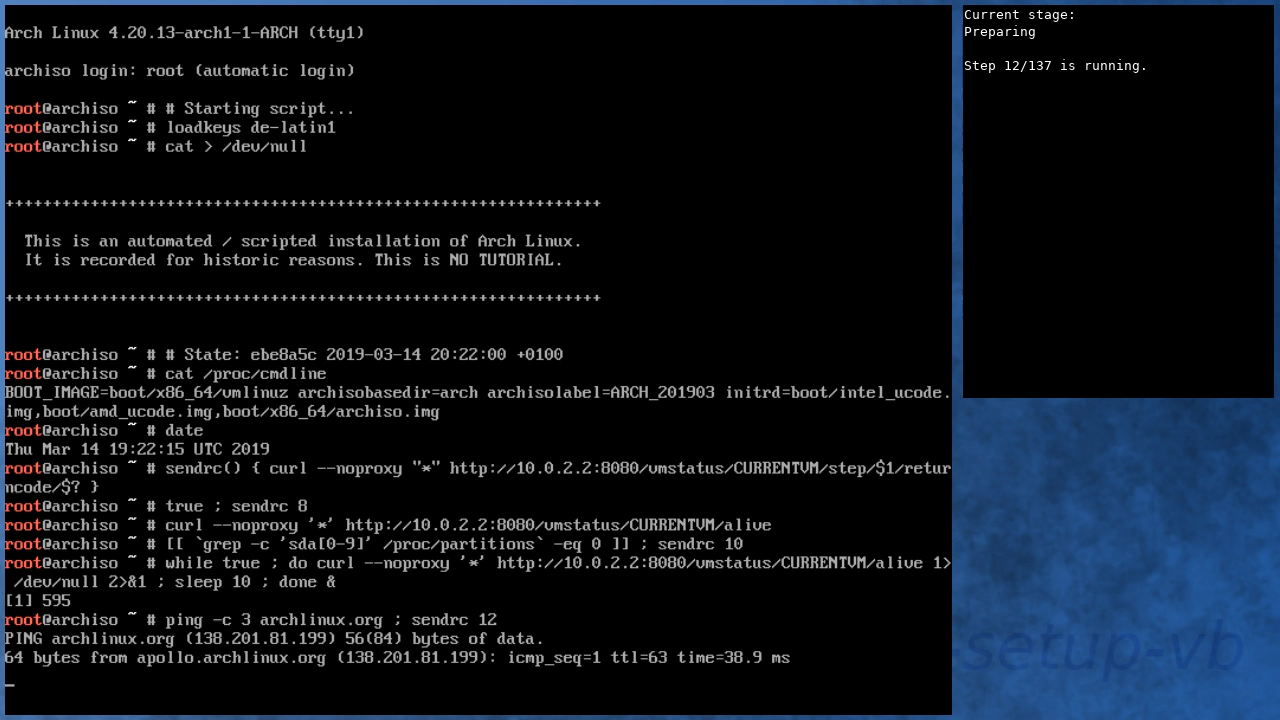 Arch Linux 4.20.13-arch1-1-ARCH (tty1)
archiso login: root (automatic login)
root@archiso ~ # # Starting script...
root@archiso ~ # loadkeys de-latin1
root@archiso ~ # cat > /dev/null
+++++++++++++++++++++++++++++++++++++++++++++++++++++++++++++++
This is an automated / scripted installation of Arch Linux.
It is recorded for historic reasons. This is NO TUTORIAL.
+++++++++++++++++++++++++++++++++++++++++++++++++++++++++++++++
root@archiso ~ # # State: ebe8a5c 2019-03-14 20:22:00 +0100
root@archiso ~ # cat /proc/cmdline
BOOT_IMAGE=boot/x86_64/vmlinuz archisobasedir=arch archisolabel=ARCH_201903 initrd=boot/intel_ucode.
img,boot/amd_ucode.img,boot/x86_64/archiso.img
root@archiso ~ # date
Thu Mar 14 19:22:15 UTC 2019
root@archiso ~ # sendrc() { curl --noproxy "*" http://10.0.2.2:8080/vmstatus/CURRENTVM/step/$1/retur
ncode/$? }
root@archiso ~ # true ; sendrc 8
root@archiso ~ # curl --noproxy '*' http://10.0.2.2:8080/vmstatus/CURRENTVM/alive
root@archiso ~ # [[ `grep -c 'sda[0-9]' /proc/partitions` -eq 0 ]] ; sendrc 10
root@archiso ~ # while true ; do curl --noproxy '*' http://10.0.2.2:8080/vmstatus/CURRENTVM/alive 1>
/dev/null 2>&1 ; sleep 10 ; done &
[1] 595
root@archiso ~ # ping -c 3 archlinux.org ; sendrc 12
PING archlinux.org (138.201.81.199) 56(84) bytes of data.
64 bytes from apollo.archlinux.org (138.201.81.199): icmp_seq=1 ttl=63 time=38.9 ms
_
Current stage:
Preparing
Step 12/137 is running.
-setup-vb